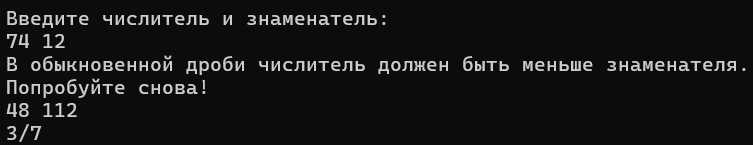 Введите числитель и знаменатель:
74 12
В обыкновенной дроби числитель должен быть меньше знаменателя.
Попробуйте снова!
48 112
3/7